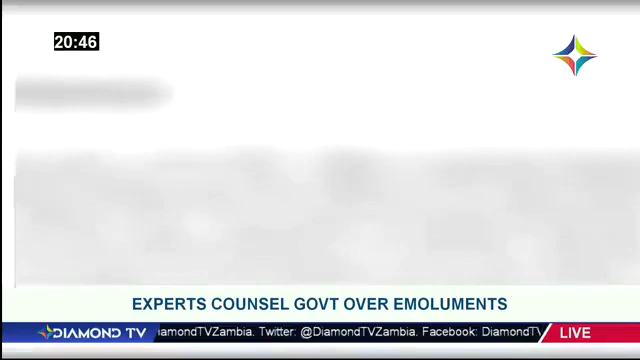 20:46
EXPERTS COUNSEL GOVT OVER EMOLUMENTS
DIAMOND TV
iamondTVZambia. Twitter: @DiamondTVZambia. Facebook: DiamondTV
LIVE